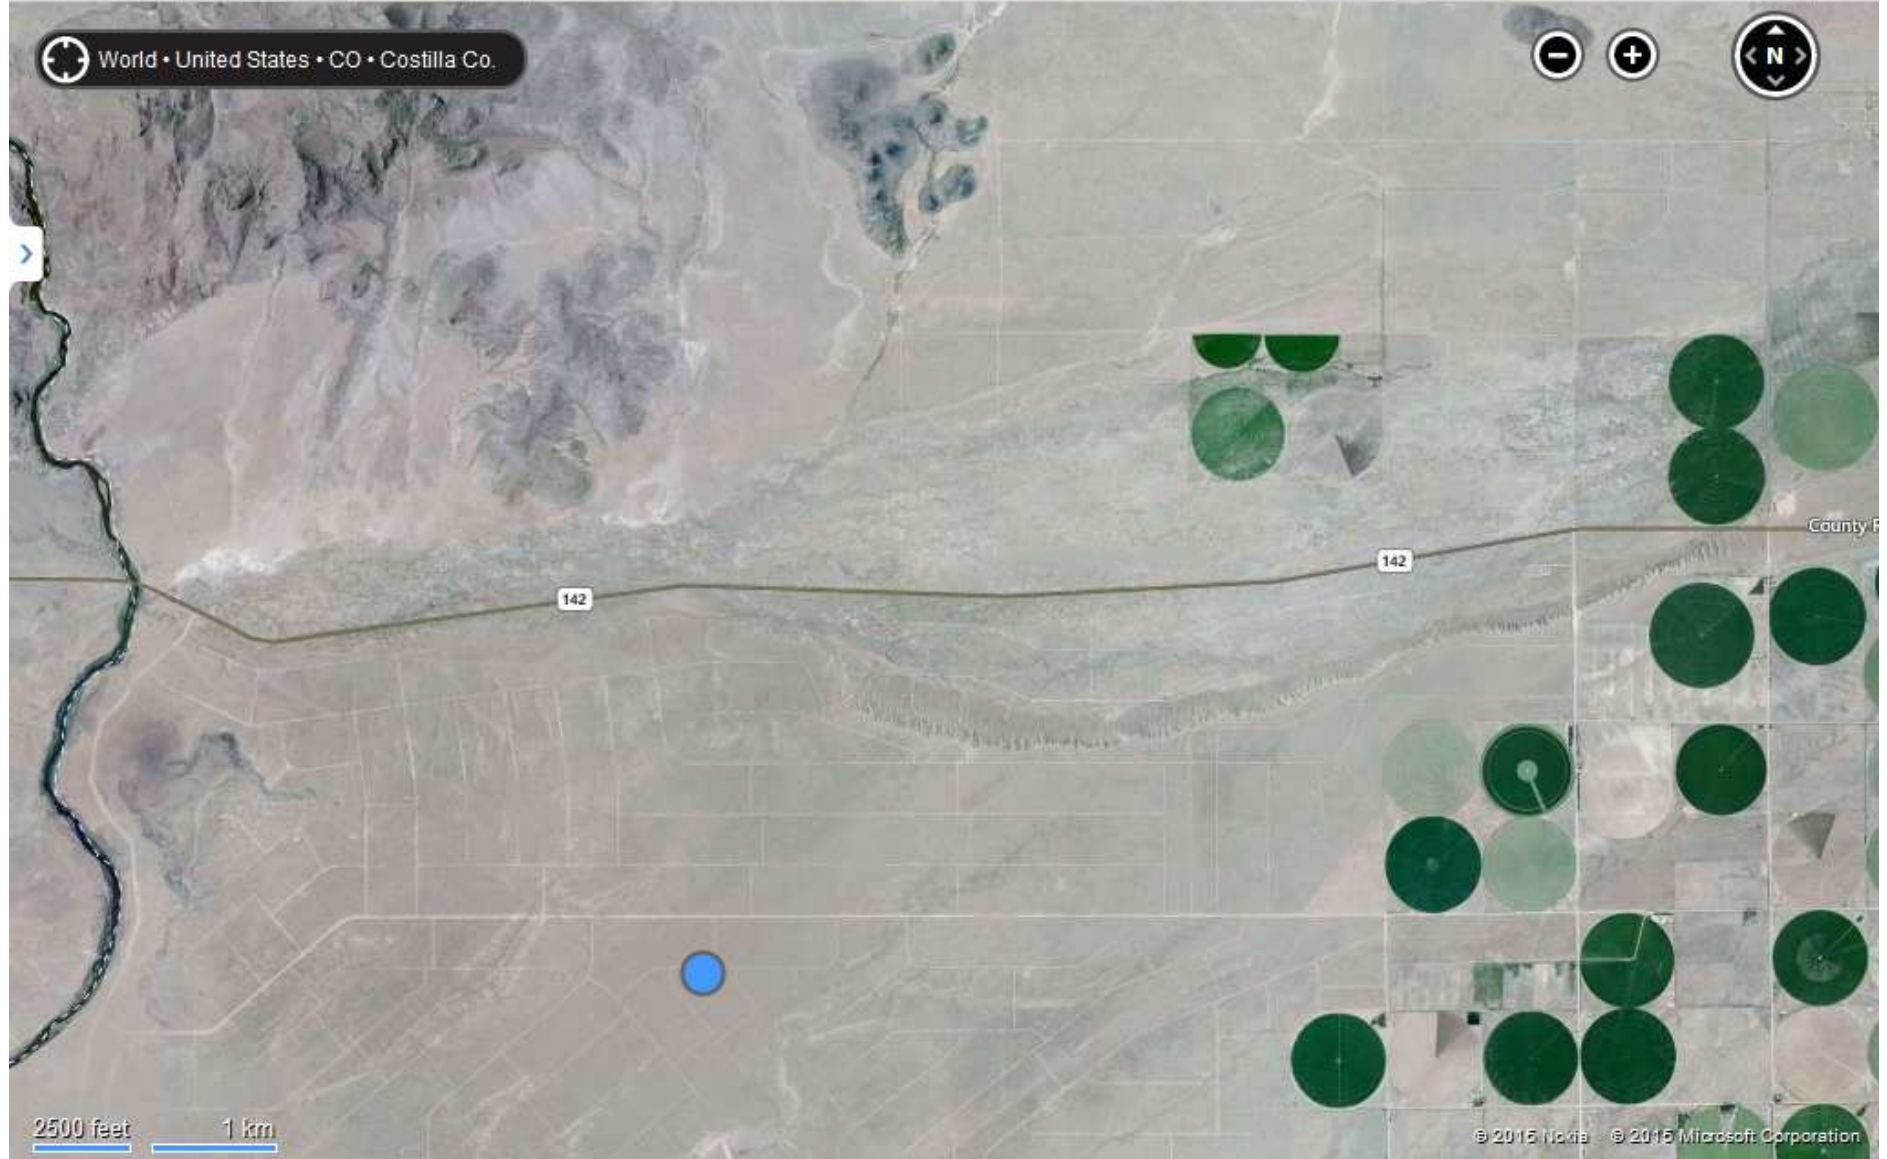 World • United States • CO • Costilla Co.
N
County
142
142
2500 feet
1 km
© 2015 Nokia
© 2015 Microsoft Corporation